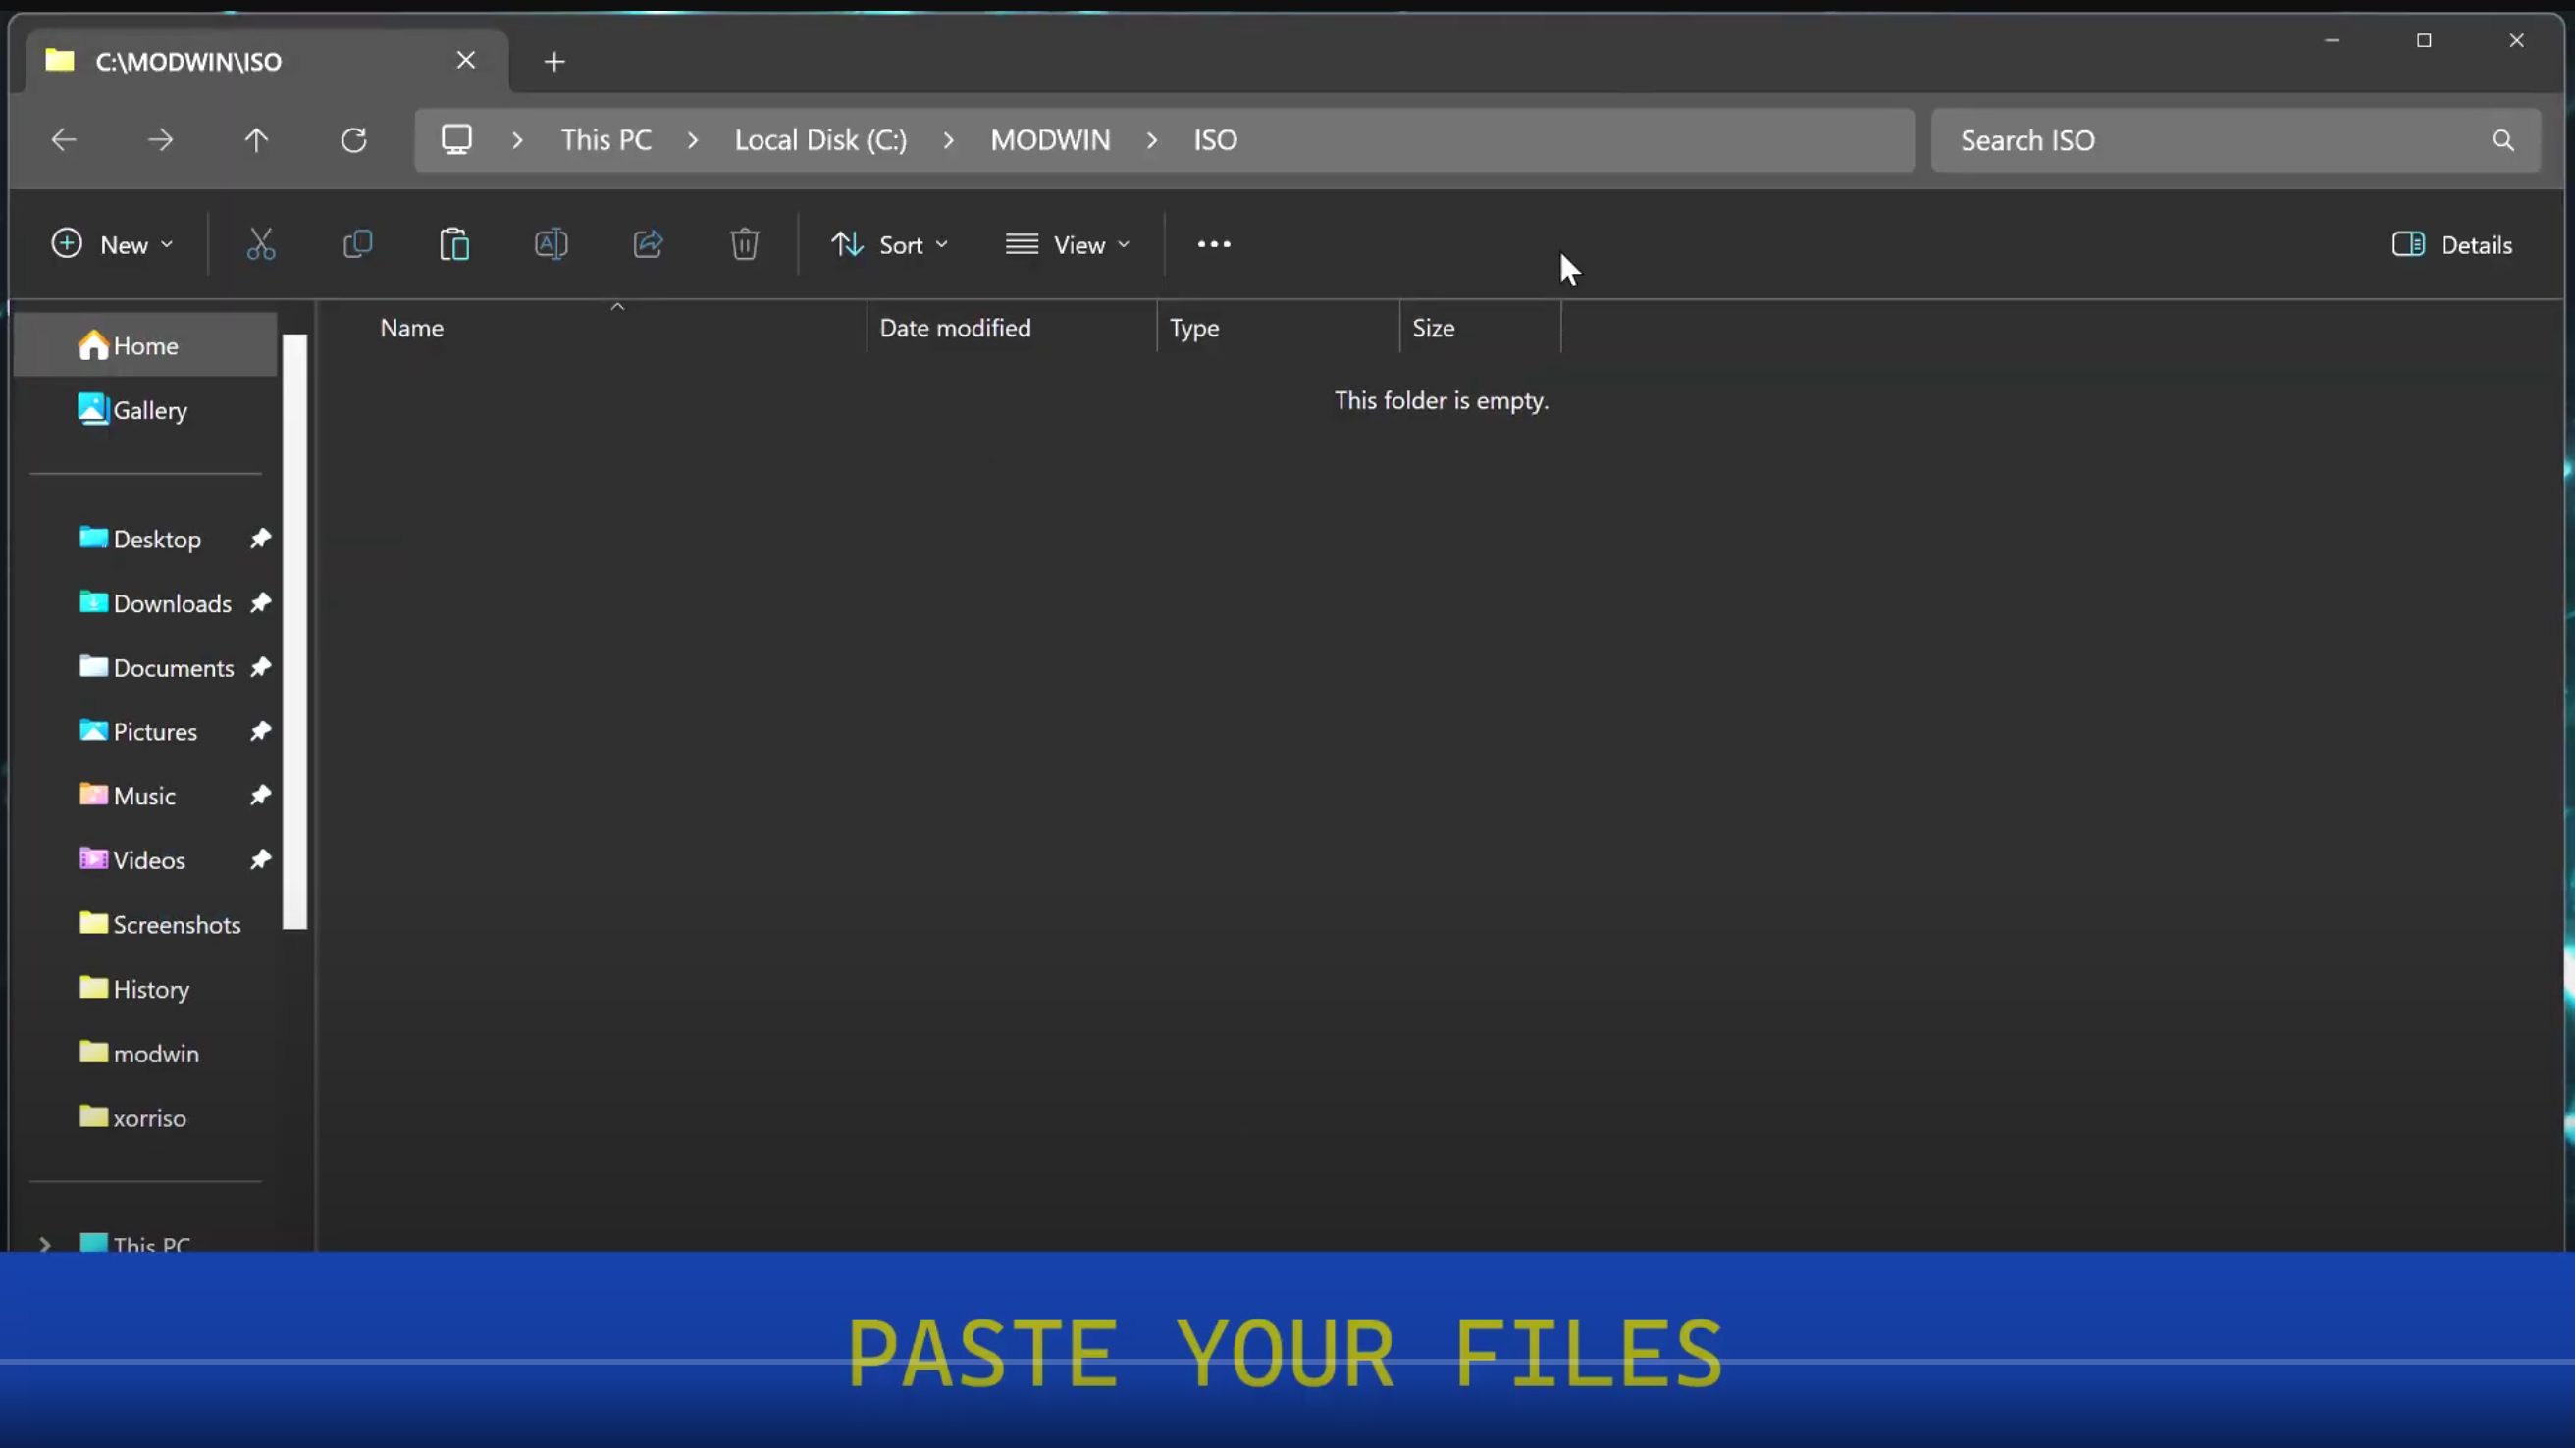 C:\MODWIN\ISO
This PC > Local Disk (C:) > MODWIN > ISO
Search ISO
New
Sort
View
Details
Name
Date modified
Type
Size
This folder is empty.
Home
Gallery
Desktop
Downloads
Documents
Pictures
Music
Videos
Screenshots
History
modwin
xorriso
This PC
PASTE YOUR FILES